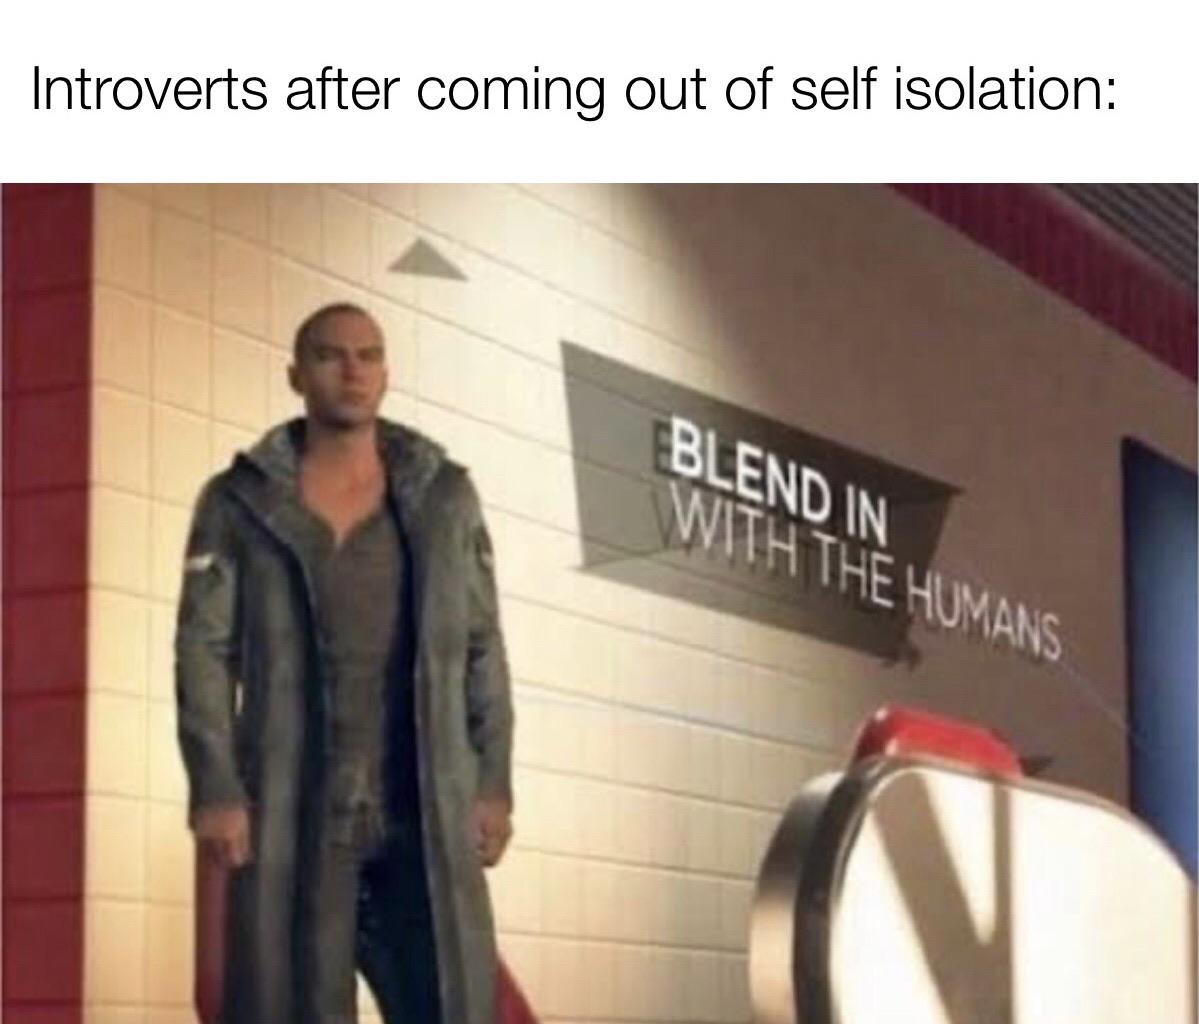 Introverts after coming out of self isolation:
BLEND IN
WITH THE HUMANS